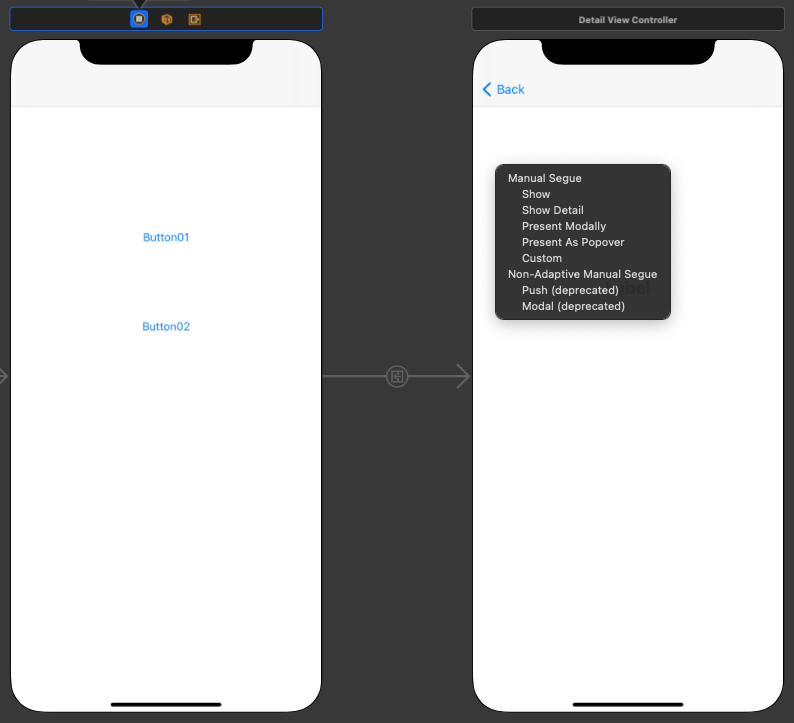 Detail View Controller
Back
Button01
Button02
Manual Segue
Show
Show Detail
Present Modally
Present As Popover
Custom
Non-Adaptive Manual Segue
Push (deprecated)
Modal (deprecated)